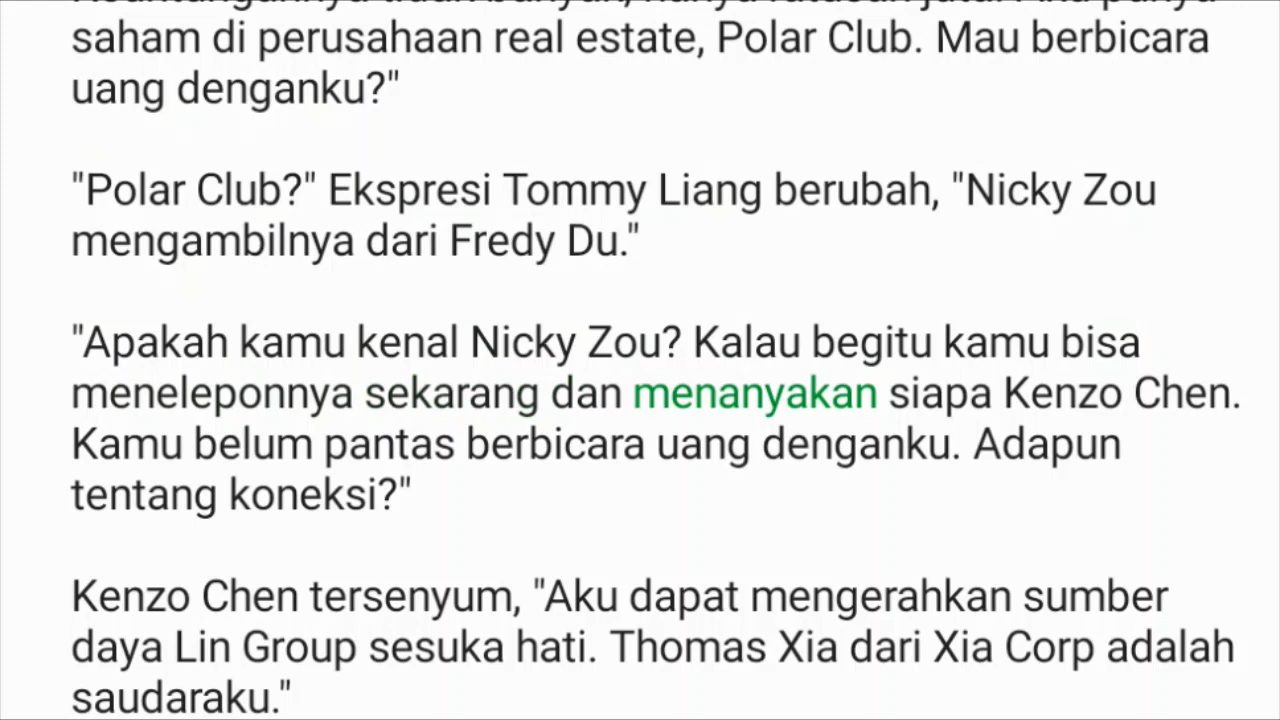 saham di perusahaan real estate, Polar Club. Mau berbicara
uang denganku?"
"Polar Club?" Ekspresi Tommy Liang berubah, "Nicky Zou
mengambilnya dari Fredy Du."
"Apakah kamu kenal Nicky Zou? Kalau begitu kamu bisa
meneleponnya sekarang dan menanyakan siapa Kenzo Chen.
Kamu belum pantas berbicara uang denganku. Adapun
tentang koneksi?"
Kenzo Chen tersenyum, "Aku dapat mengerahkan sumber
daya Lin Group sesuka hati. Thomas Xia dari Xia Corp adalah
saudaraku."